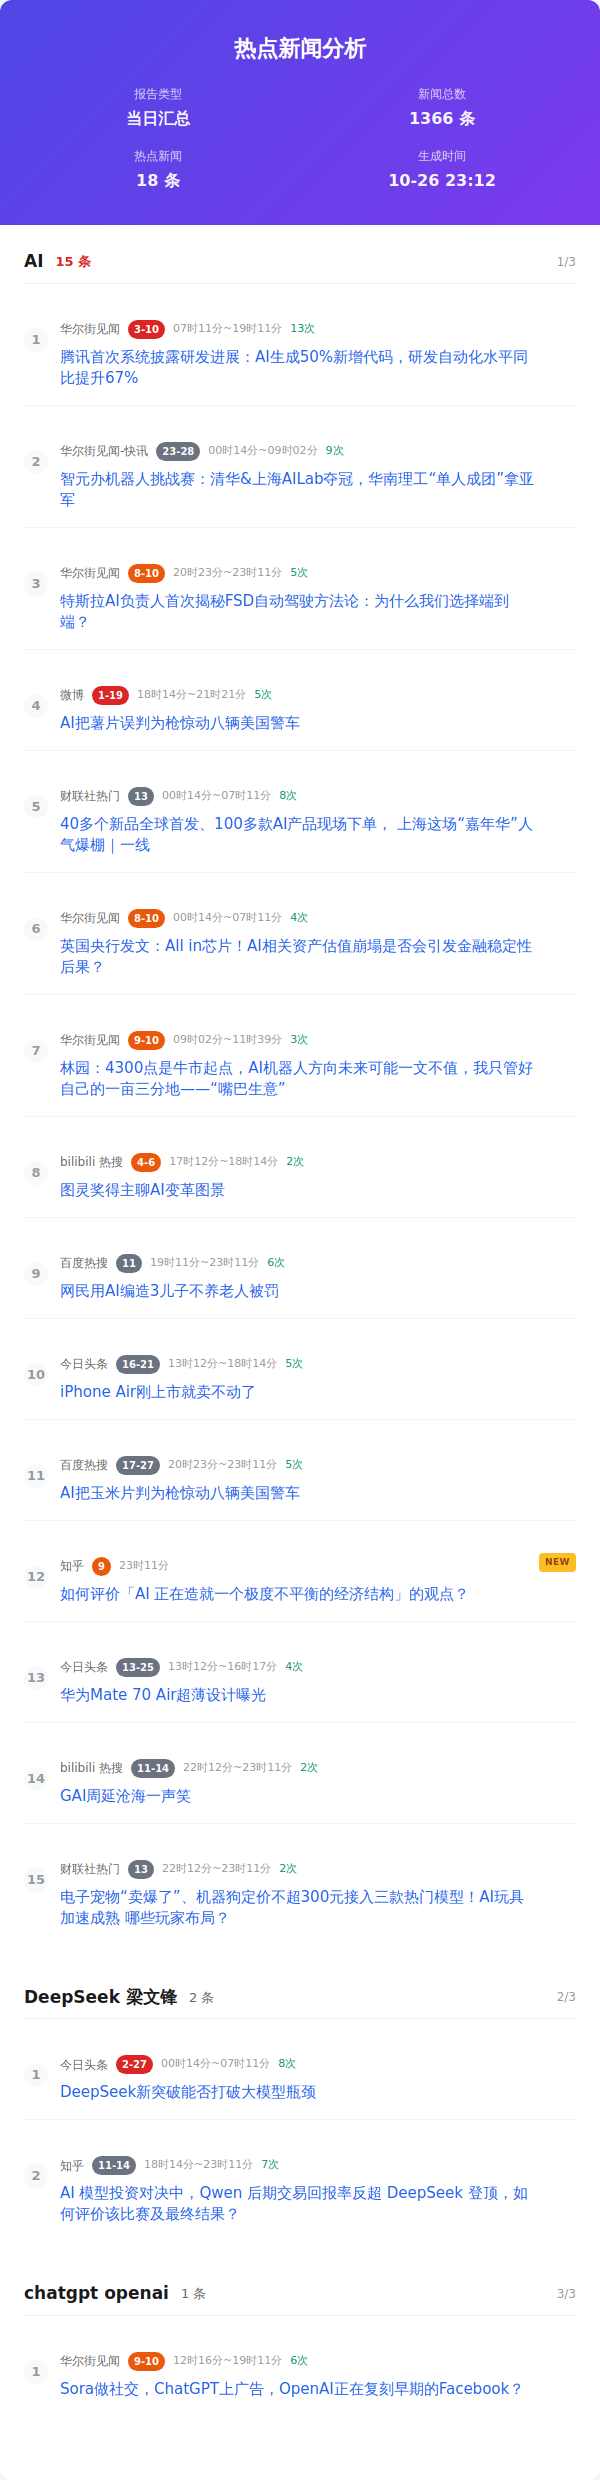 热点新闻分析
报告类型 新闻总数
当日汇总 1366 条
热点新闻 生成时间
18 条 10-26 23:12
AI 15 条 1/3
1 华尔街见闻 3-10 07时11分~19时11分 13次
腾讯首次系统披露研发进展：AI生成50%新增代码，研发自动化水平同
比提升67%
2 华尔街见闻-快讯 23-28 00时14分~09时02分 9次
智元办机器人挑战赛：清华&上海AILab夺冠，华南理工“单人成团”拿亚
军
3 华尔街见闻 8-10 20时23分~23时11分 5次
特斯拉AI负责人首次揭秘FSD自动驾驶方法论：为什么我们选择端到
端？
4 微博 1-19 18时14分~21时21分 5次
AI把薯片误判为枪惊动八辆美国警车
5 财联社热门 13 00时14分~07时11分 8次
40多个新品全球首发、100多款AI产品现场下单， 上海这场“嘉年华”人
气爆棚｜一线
6 华尔街见闻 8-10 00时14分~07时11分 4次
英国央行发文：All in芯片！AI相关资产估值崩塌是否会引发金融稳定性
后果？
7 华尔街见闻 9-10 09时02分~11时39分 3次
林园：4300点是牛市起点，AI机器人方向未来可能一文不值，我只管好
自己的一亩三分地——“嘴巴生意”
8 bilibili 热搜 4-6 17时12分~18时14分 2次
图灵奖得主聊AI变革图景
9 百度热搜 11 19时11分~23时11分 6次
网民用AI编造3儿子不养老人被罚
10 今日头条 16-21 13时12分~18时14分 5次
iPhone Air刚上市就卖不动了
11 百度热搜 17-27 20时23分~23时11分 5次
AI把玉米片判为枪惊动八辆美国警车
12 知乎 9 23时11分 NEW
如何评价「AI 正在造就一个极度不平衡的经济结构」的观点？
13 今日头条 13-25 13时12分~16时17分 4次
华为Mate 70 Air超薄设计曝光
14 bilibili 热搜 11-14 22时12分~23时11分 2次
GAI周延沧海一声笑
15 财联社热门 13 22时12分~23时11分 2次
电子宠物“卖爆了”、机器狗定价不超300元接入三款热门模型！AI玩具
加速成熟 哪些玩家布局？
DeepSeek 梁文锋 2 条 2/3
1 今日头条 2-27 00时14分~07时11分 8次
DeepSeek新突破能否打破大模型瓶颈
2 知乎 11-14 18时14分~23时11分 7次
AI 模型投资对决中，Qwen 后期交易回报率反超 DeepSeek 登顶，如
何评价该比赛及最终结果？
chatgpt openai 1 条 3/3
1 华尔街见闻 9-10 12时16分~19时11分 6次
Sora做社交，ChatGPT上广告，OpenAI正在复刻早期的Facebook？